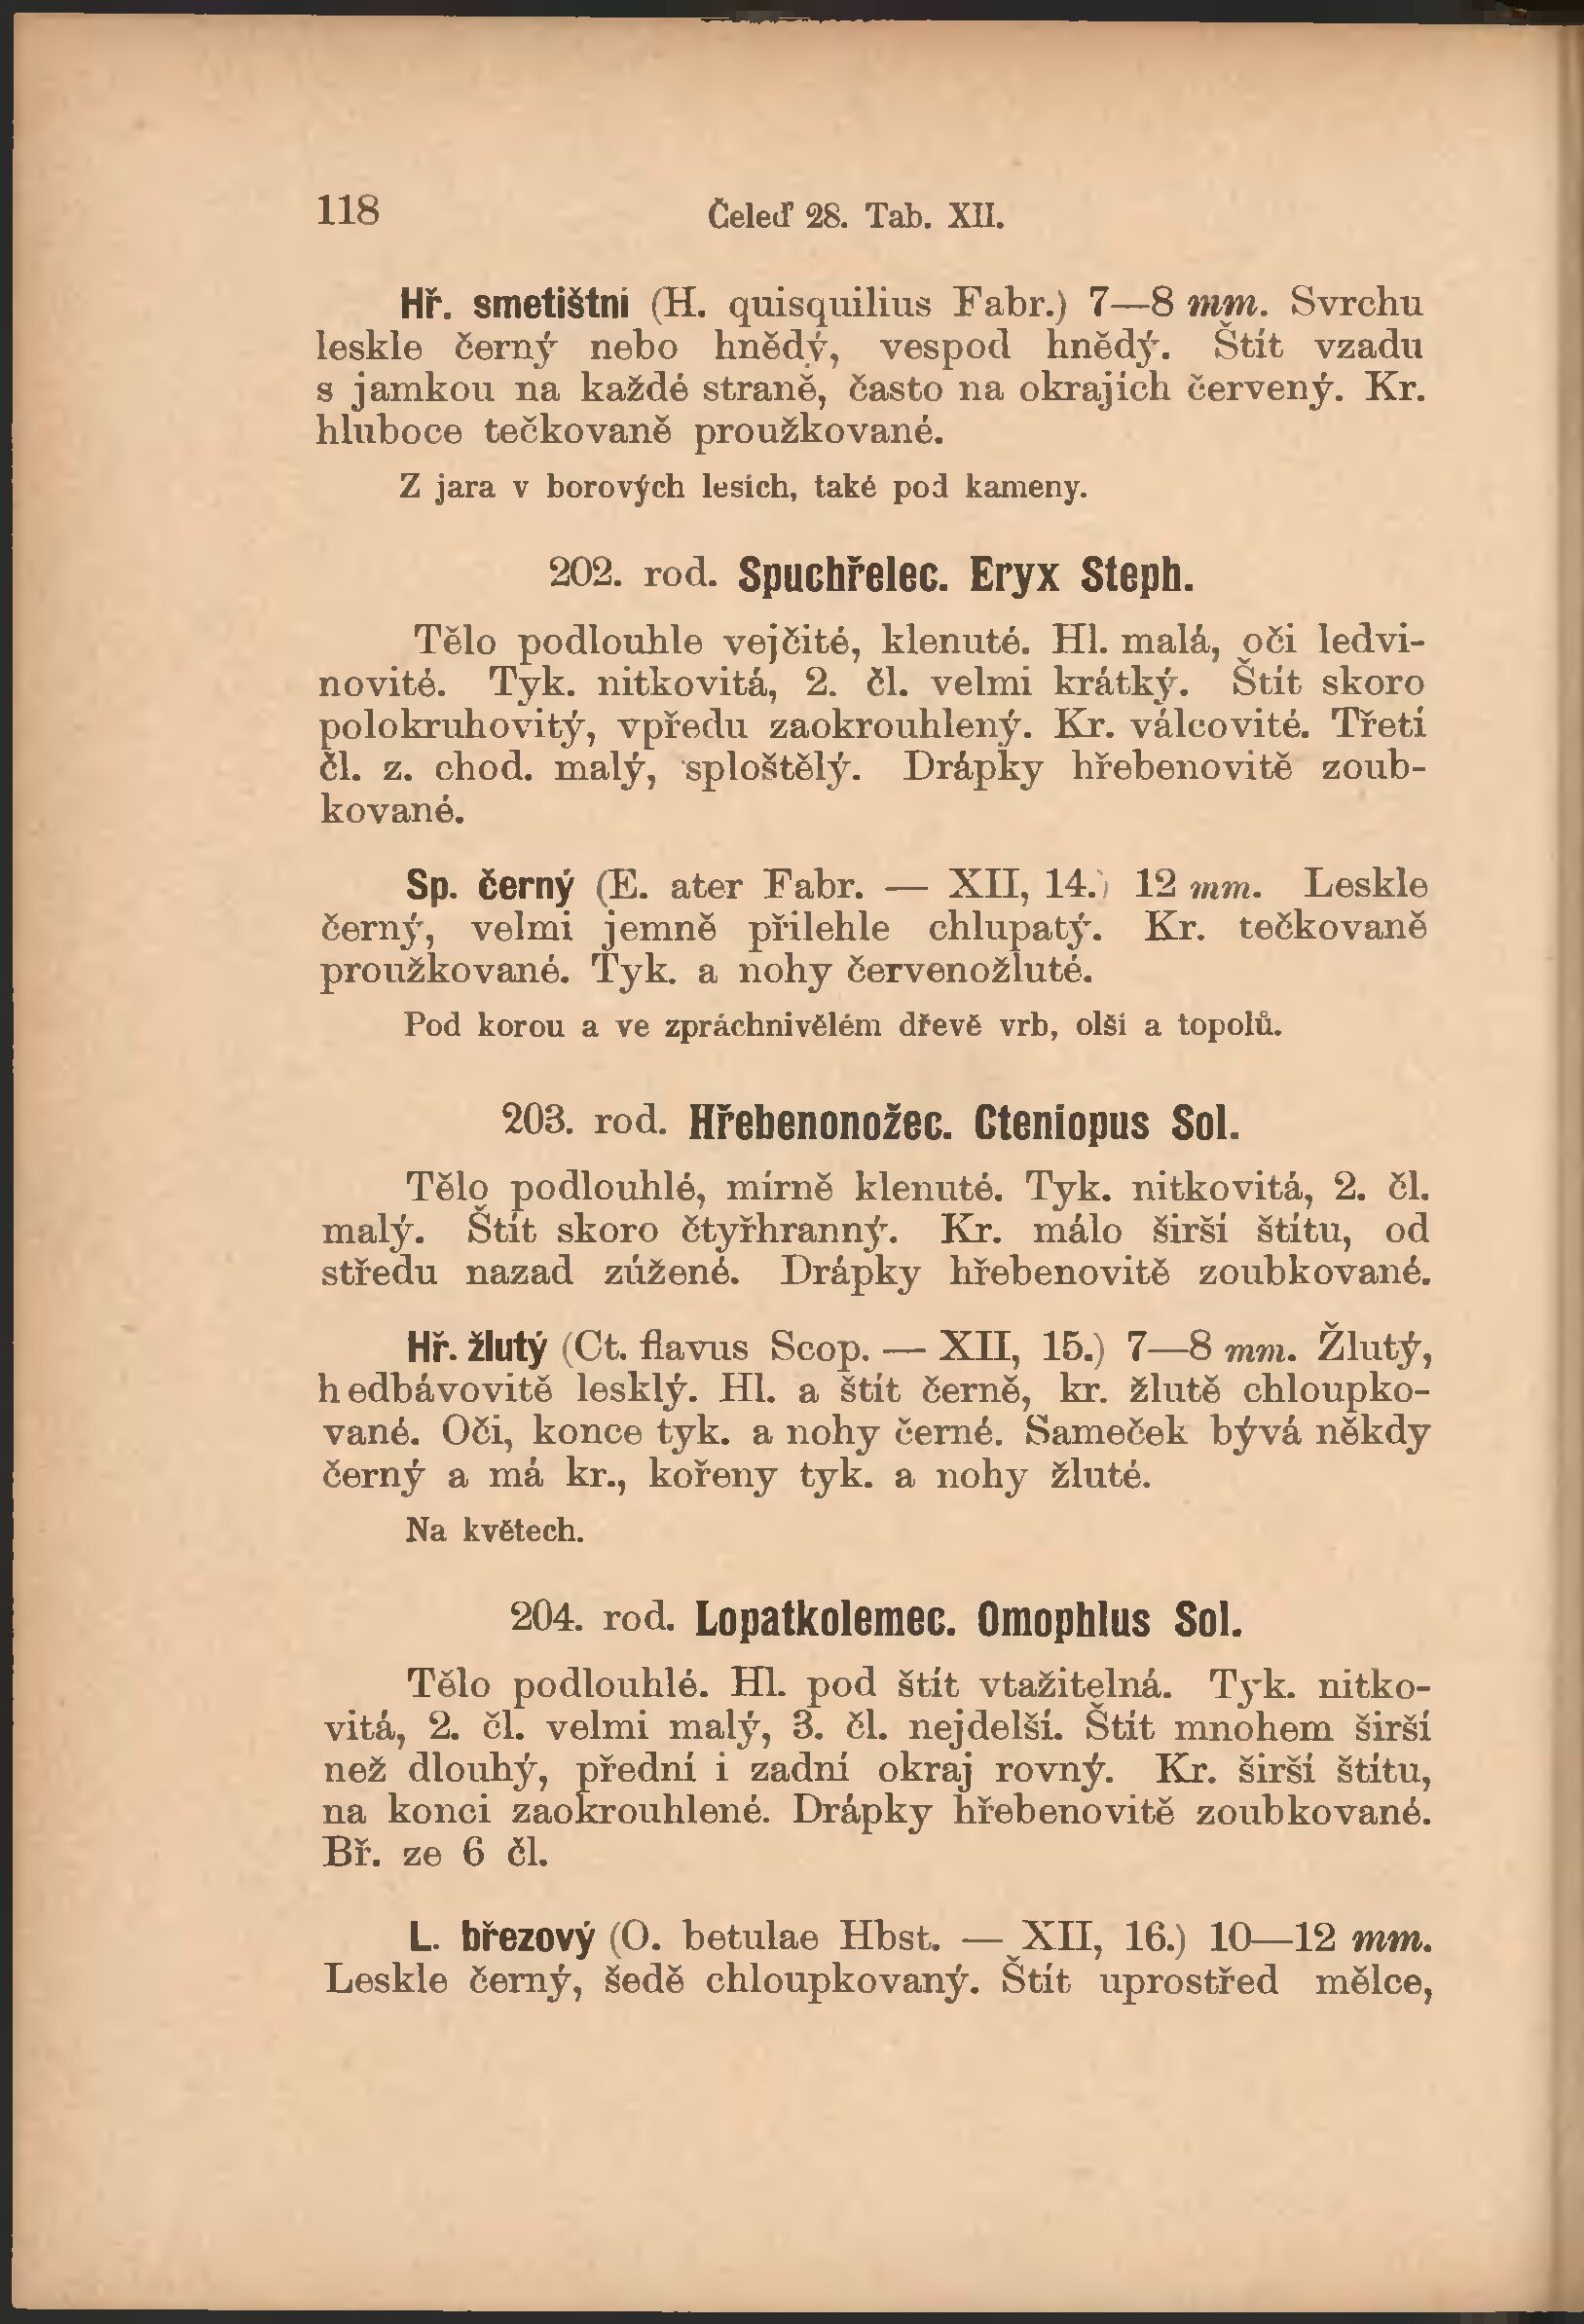 118
Čeleď 28. Tab. XII.
Hř. smetištní (H. quisquilius Fabr.) 7—8 mm. Svrchu
leskle černý nebo hnědý, vespod hnědý. Štít vzadu
s jamkou na každé straně, často na okrajích červený. Kr.
hluboce tečkovaně proužkované.
Z jara v borových lesích, také pod kameny.
202. rod. Spuchřelec. Eryx Steph.
Tělo podlouhle vejčité, klenuté. Hl. malá, oči ledvi-
novité. Tyk. nitkovitá, 2. čl. velmi krátký. Štít skoro
polokruhovitý, vpředu zaokrouhlený. Kr. válcovité. Třetí
čl. z. chod. malý, sploštělý. Drápky hřebenovitě zoub-
kované.
Sp. černý (E. ater Fabr. — XII, 14.) 12 mm. Leskle
černý, velmi jemně přilehle chlupatý. Kr. tečkovaně
proužkované. Tyk. a nohy červenožluté.
Pod korou a ve zpráchnivělém dřevě vrb, olší a topolů.
203. rod. Hřebenonožec. Cteniopus Sol.
Tělo podlouhlé, mírně klenuté. Tyk. nitkovitá, 2. čl.
malý. Štít skoro čtyřhranný. Kr. málo širší štítu, od
středu nazad zúžené. Drápky hřebenovitě zoubkované.
Hř. žlutý (Ct. flavus Scop. — XII, 15.) 7—8 mm. Žlutý,
hedbávovitě lesklý. Hl. a štít černě, kr. žlutě chloupko-
vané. Oči, konce tyk. a nohy černé. Sameček bývá někdy
černý a má kr., kořeny tyk. a nohy žluté.
Na květech.
204. rod. Lopatkolemec. Omophlus Sol.
Tělo podlouhlé. Hl. pod štít vtažitelná. Tyk. nitko-
vitá, 2. čl. velmi malý, 3. čl. nejdelší. Štít mnohem širší
než dlouhý, přední i zadní okraj rovný. Kr. širší štítu,
na konci zaokrouhlené. Drápky hřebenovitě zoubkované.
Bř. ze 6 čl.
L. březový (O. betulae Hbst. — XII, 16.) 10—12 mm.
Leskle černý, šedě chloupkovaný. Štít uprostřed mělce,